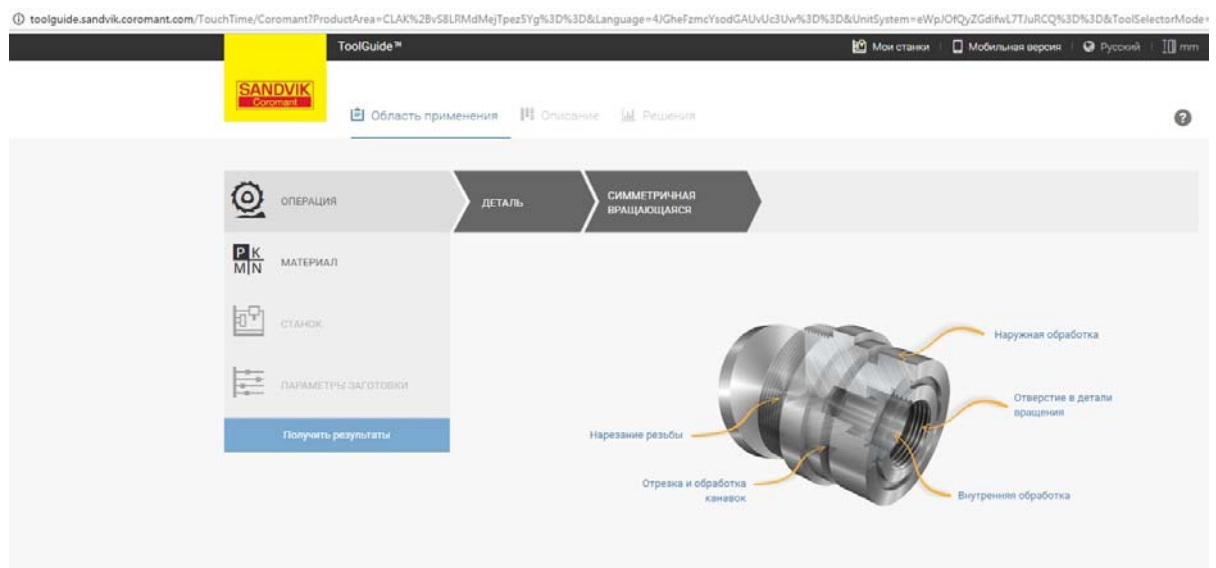 toolguide.sandvik.coromant.com/TouchTime/Coromant?ProductArea=CLAK%2BvS8LRMdMejTpez5Yg%3D%3D&Language=4JGheFzmcYsodGAUvUc3Uw%3D%3D&UnitSystem=eWpJOfQyZGdifwL7TJuRCQ%3D%3D&ToolSelectorMode=
ToolGuide™
Мои станки
Мобильная версия
Русский
mm
SANDVIK
Coromant
Область применения
Описание
Решения
?
ОПЕРАЦИЯ
ДЕТАЛЬ
СИММЕТРИЧНАЯ
ВРАЩАЮЩАЯСЯ
P K
M N
МАТЕРИАЛ
СТАНОК
ПАРАМЕТРЫ ЗАГОТОВКИ
Получить результаты
Наружная обработка
Отверстие в детали
вращения
Нарезание резьбы
Отрезка и обработка
канавок
Внутренняя обработка